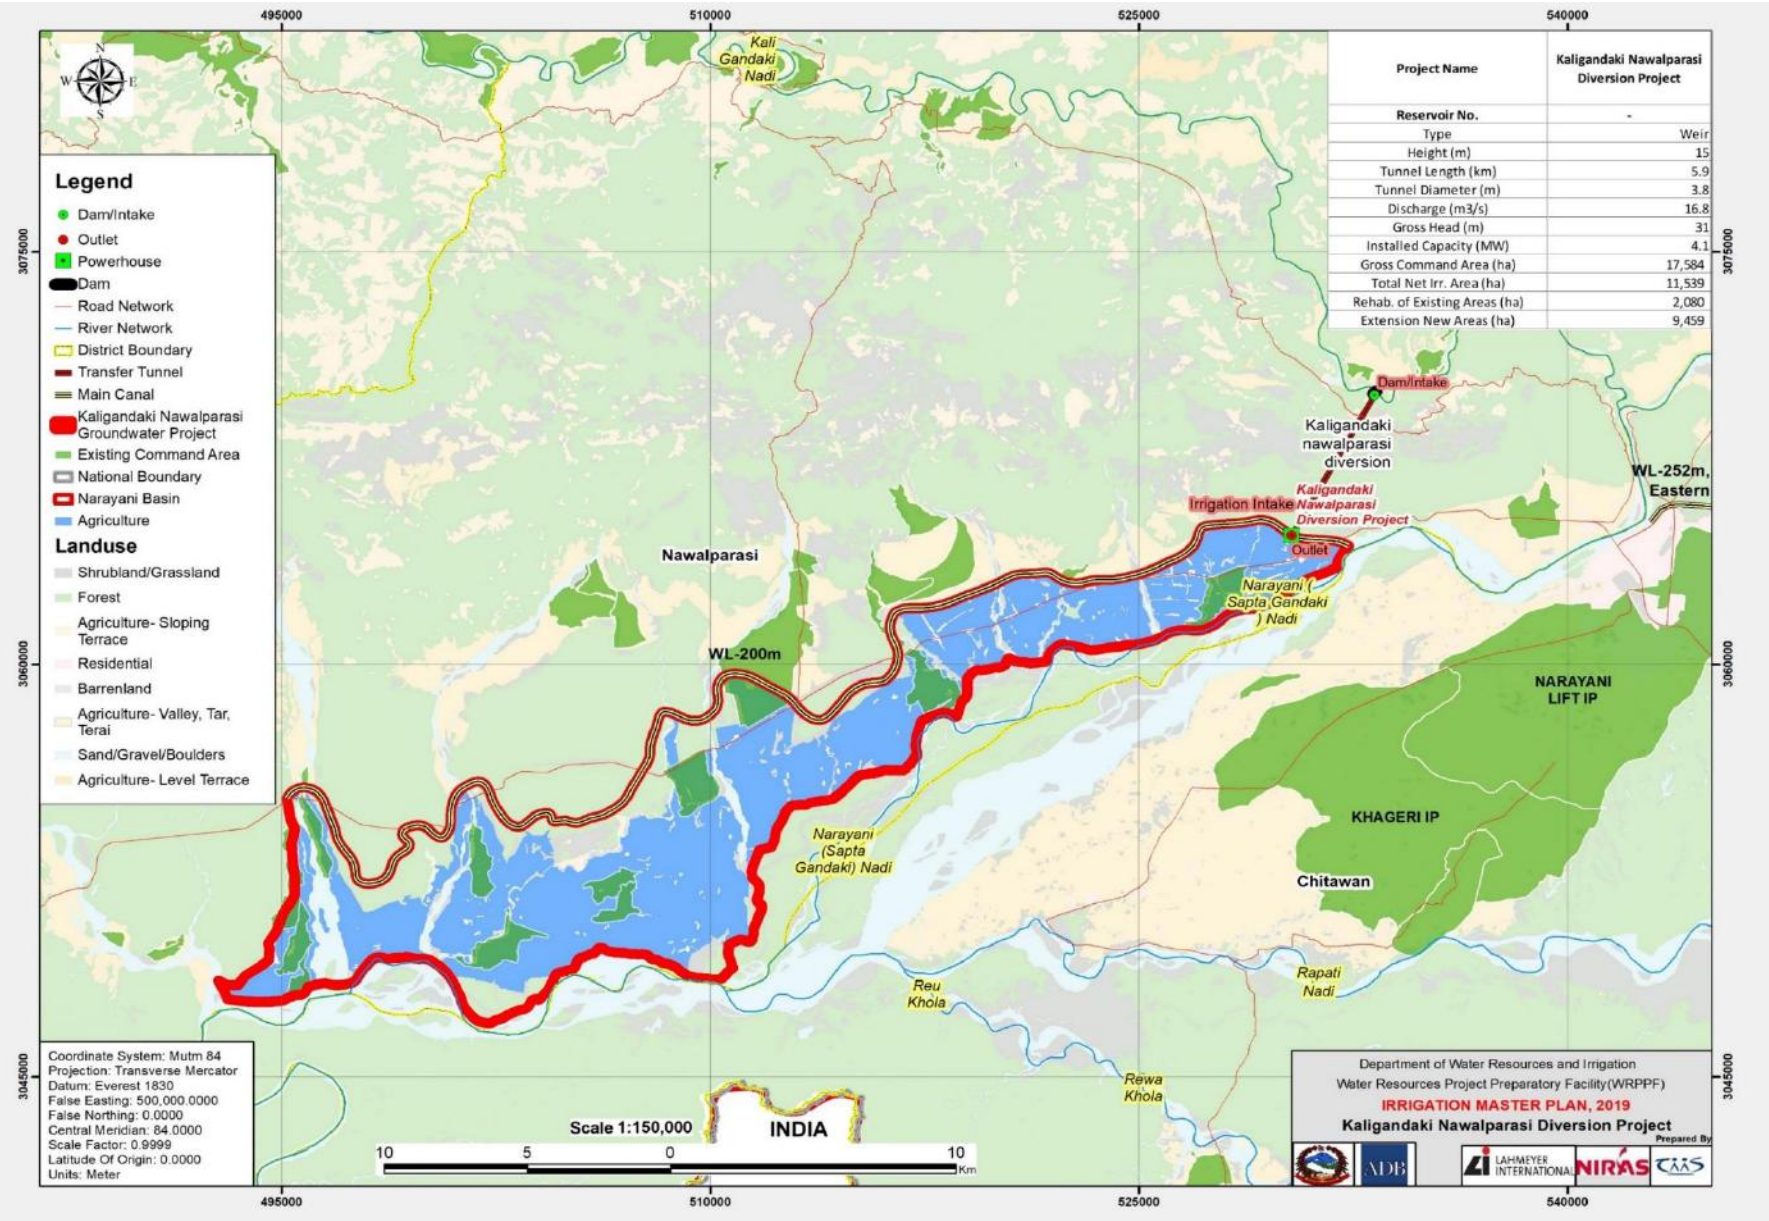 495000
510000
525000
540000
N
W
E
S
Kali
Gandaki
Nadi
Project Name
Kaligandaki Nawalparasi
Diversion Project
Reservoir No. -
Type Weir
Height (m) 15
Tunnel Length (km) 5.9
Tunnel Diameter (m) 3.8
Discharge (m3/s) 16.8
Gross Head (m) 31
Installed Capacity (MW) 4.1
Gross Command Area (ha) 17,584
Total Net Irr. Area (ha) 11,539
Rehab. of Existing Areas (ha) 2,080
Extension New Areas (ha) 9,459
3075000
3075000
Legend
Dam/Intake
Outlet
Powerhouse
Dam
Road Network
River Network
District Boundary
Transfer Tunnel
Main Canal
Kaligandaki Nawalparasi
Groundwater Project
Existing Command Area
National Boundary
Narayani Basin
Agriculture
Landuse
Shrubland/Grassland
Forest
Agriculture- Sloping
Terrace
Residential
Barrenland
Agriculture- Valley, Tar,
Terai
Sand/Gravel/Boulders
Agriculture- Level Terrace
Dam/Intake
Kaligandaki
nawalparasi
diversion
WL-252m,
Eastern
Irrigation Intake
Kaligandaki
Nawalparasi
Diversion Project
Outlet
Nawalparasi
Narayani (
Sapta Gandaki
) Nadi
WL-200m
3060000
3060000
NARAYANI
LIFT IP
KHAGERI IP
Narayani
(Sapta
Gandaki) Nadi
Chitawan
Reu
Khola
Rapati
Nadi
Rewa
Khola
3045000
3045000
Coordinate System: Mutm 84
Projection: Transverse Mercator
Datum: Everest 1830
False Easting: 500,000.0000
False Northing: 0.0000
Central Meridian: 84.0000
Scale Factor: 0.9999
Latitude Of Origin: 0.0000
Units: Meter
Scale 1:150,000
INDIA
10 5 0 10
Km
Department of Water Resources and Irrigation
Water Resources Project Preparatory Facility(WRPPF)
IRRIGATION MASTER PLAN, 2019
Kaligandaki Nawalparasi Diversion Project
Prepared By
ADB
LAHMEYER
INTERNATIONAL
NIRAS
495000
510000
525000
540000